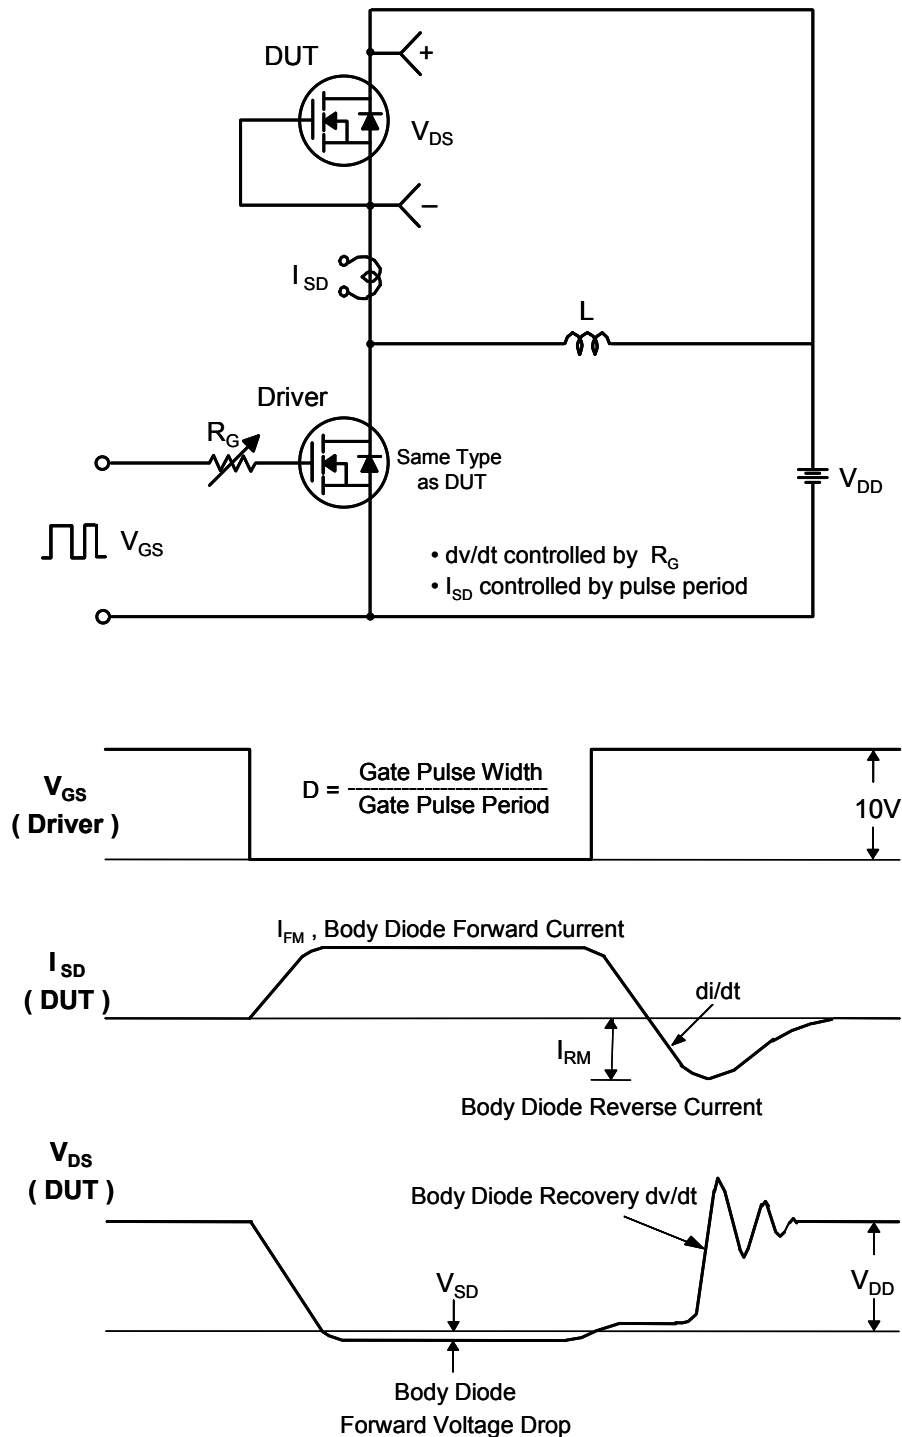 DUT
+
V_DS
–
I_SD
L
Driver
R_G
Same Type
as DUT
V_DD
V_GS
• dv/dt controlled by R_G
• I_SD controlled by pulse period
V_GS
( Driver )
D = Gate Pulse Width
--------------------------
Gate Pulse Period
10V
I_FM , Body Diode Forward Current
I_SD
( DUT )
di/dt
I_RM
Body Diode Reverse Current
V_DS
( DUT )
Body Diode Recovery dv/dt
V_SD
V_DD
Body Diode
Forward Voltage Drop